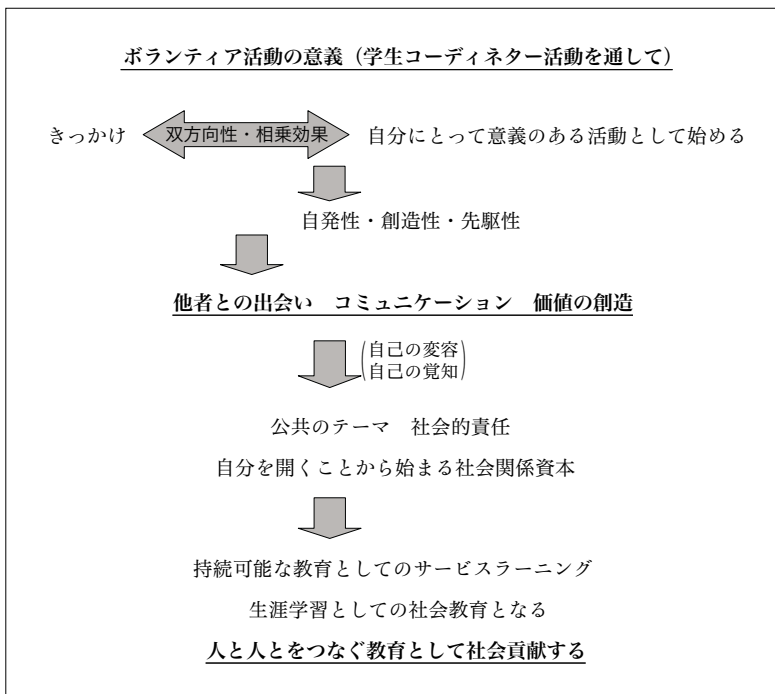 ボランティア活動の意義（学生コーディネター活動を通して）
きっかけ　双方向性・相乗効果　自分にとって意義のある活動として始める
自発性・創造性・先駆性
他者との出会い　コミュニケーション　価値の創造
（自己の変容
自己の覚知）
公共のテーマ　社会的責任
自分を開くことから始まる社会関係資本
持続可能な教育としてのサービスラーニング
生涯学習としての社会教育となる
人と人とをつなぐ教育として社会貢献する